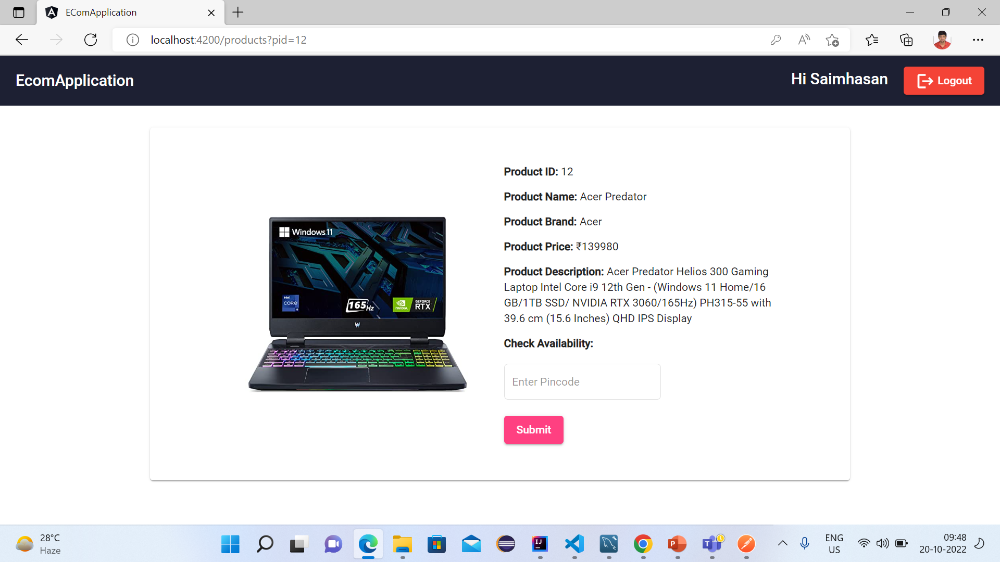 EComApplication
localhost:4200/products?pid=12
EcomApplication
Hi Saimhasan
Logout
Product ID: 12
Product Name: Acer Predator
Product Brand: Acer
Product Price: ₹139980
Product Description: Acer Predator Helios 300 Gaming
Laptop Intel Core i9 12th Gen - (Windows 11 Home/16
GB/1TB SSD/ NVIDIA RTX 3060/165Hz) PH315-55 with
39.6 cm (15.6 Inches) QHD IPS Display
Check Availability:
Enter Pincode
Submit
Windows 11
intel
CORE
i9
165Hz
NVIDIA
GEFORCE
RTX
28°C
Haze
IJ
P
T
ENG
US
09:48
20-10-2022